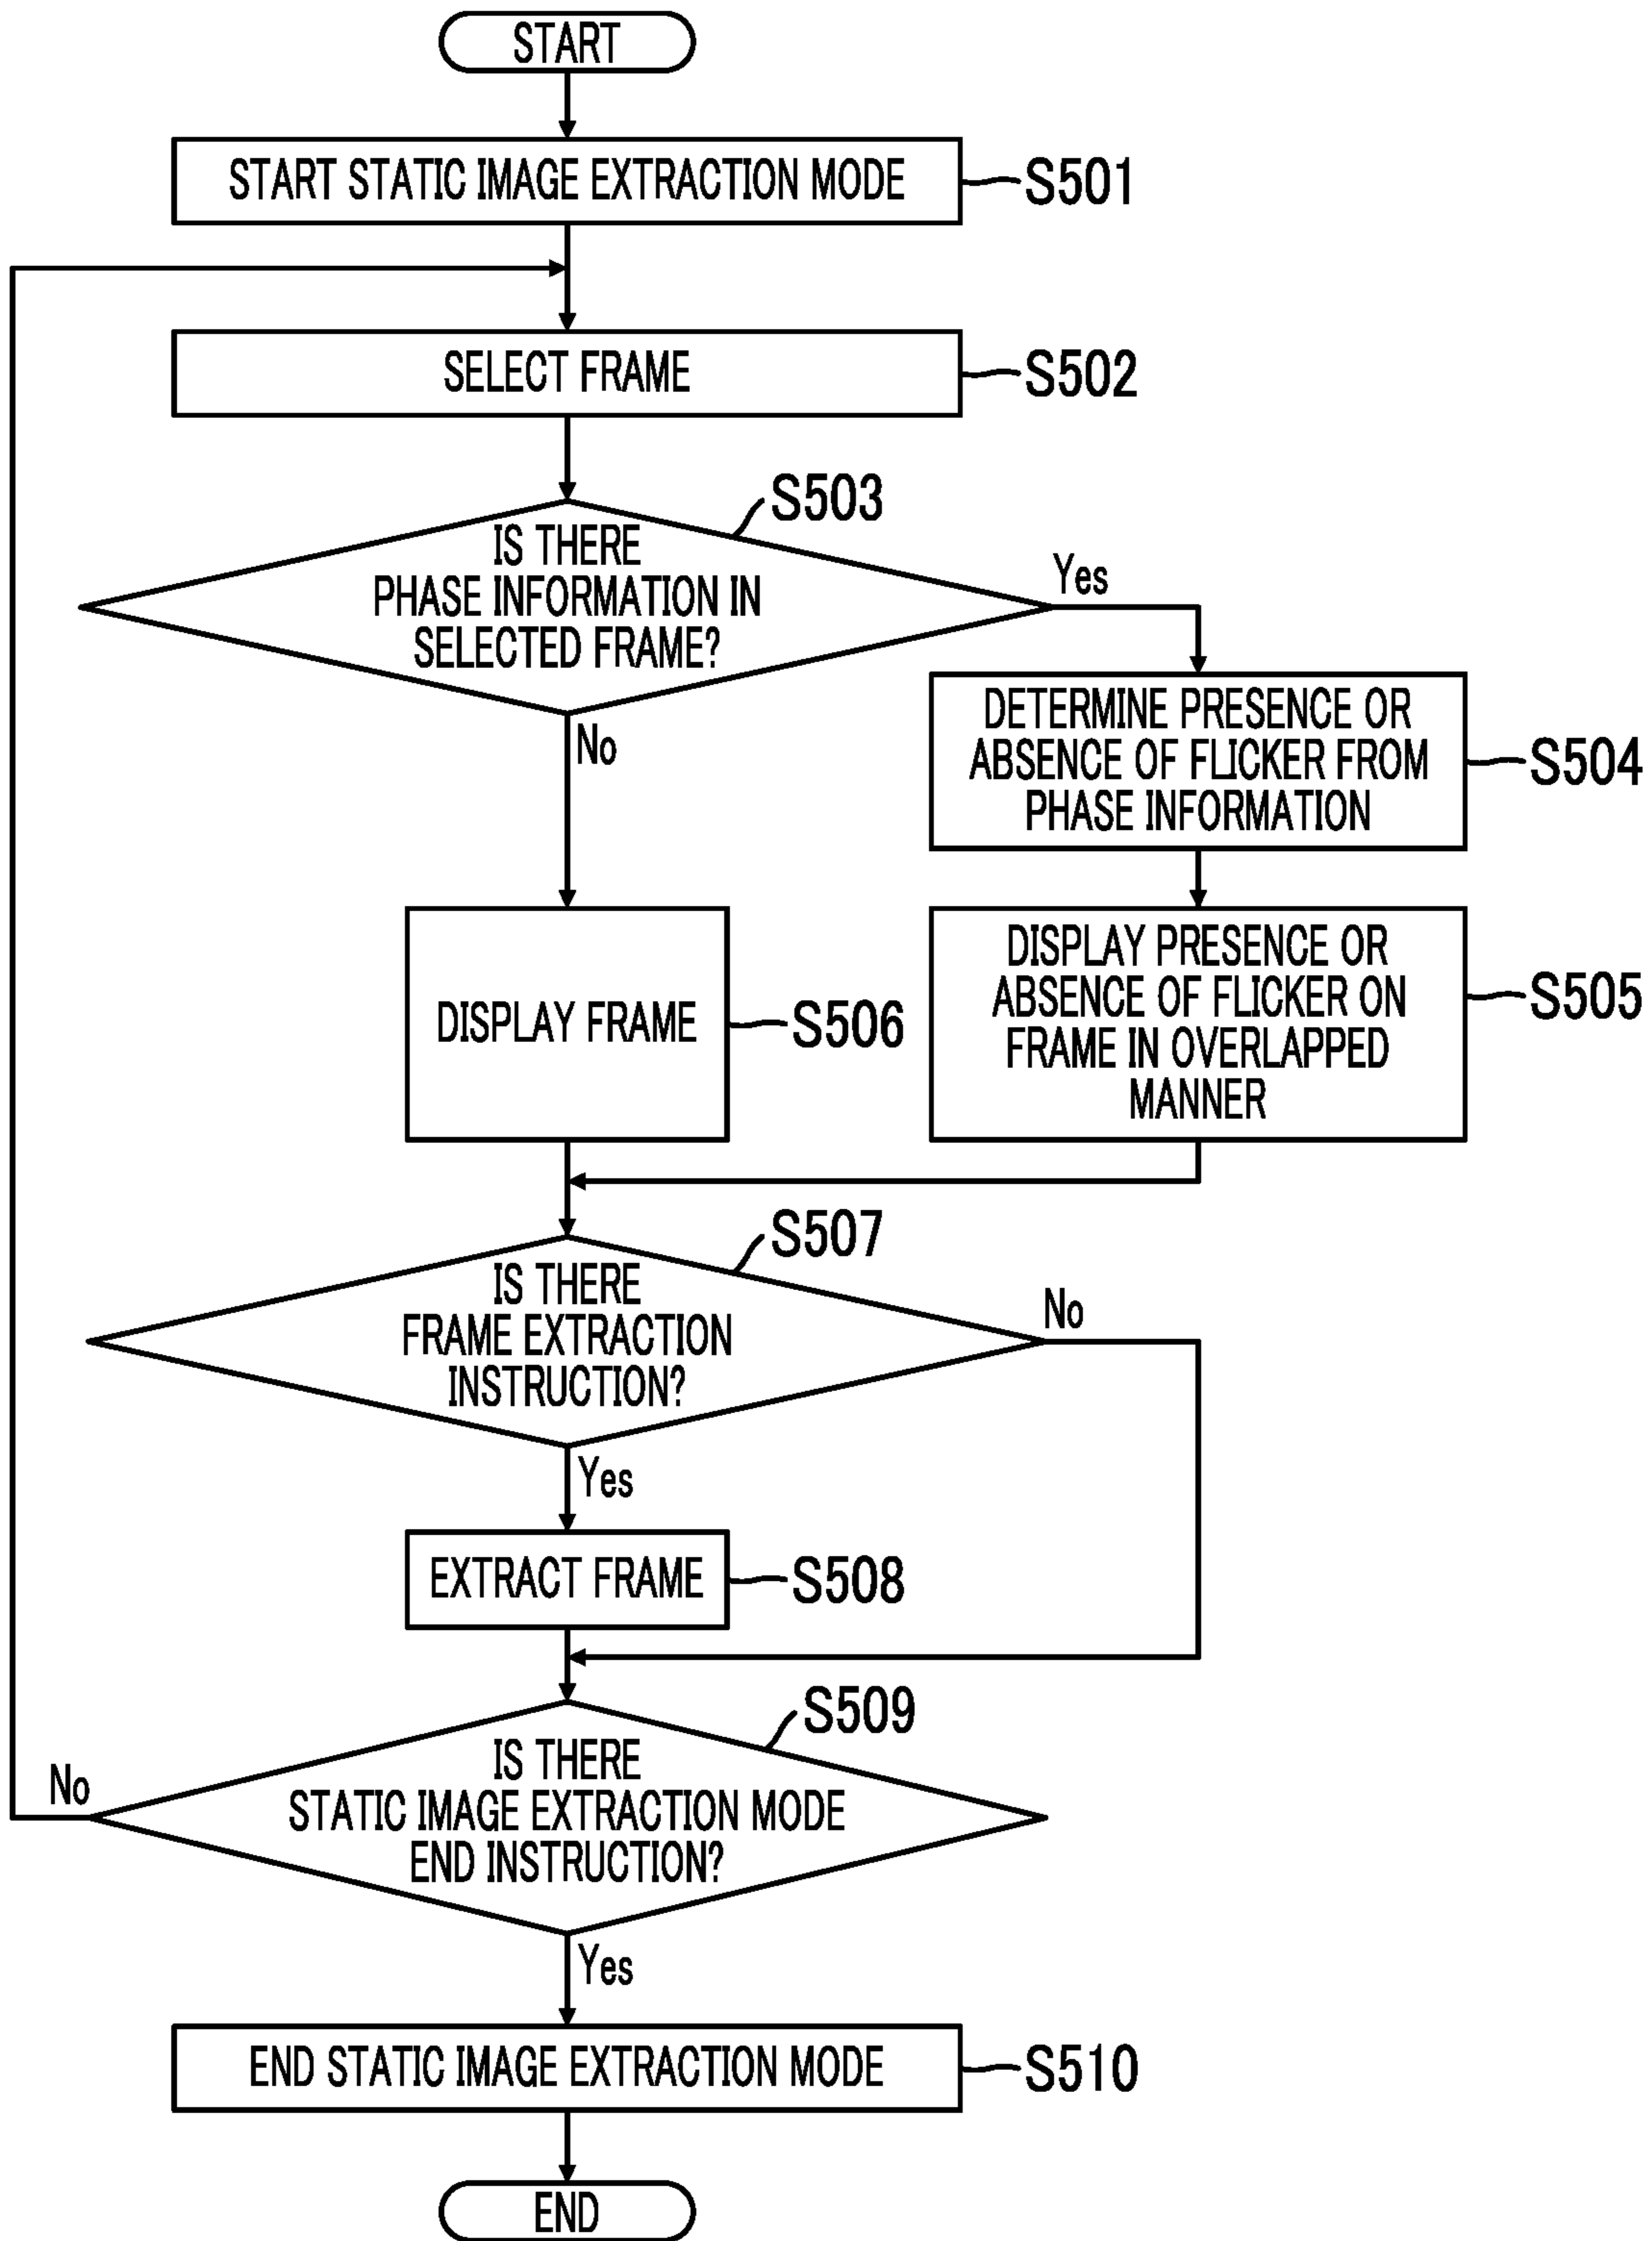 START
START STATIC IMAGE EXTRACTION MODE
S501
SELECT FRAME
S502
S503
IS THERE
PHASE INFORMATION IN
SELECTED FRAME?
Yes
No
DETERMINE PRESENCE OR
ABSENCE OF FLICKER FROM
PHASE INFORMATION
S504
DISPLAY PRESENCE OR
ABSENCE OF FLICKER ON
FRAME IN OVERLAPPED
MANNER
S505
DISPLAY FRAME
S506
S507
IS THERE
FRAME EXTRACTION
INSTRUCTION?
No
Yes
EXTRACT FRAME
S508
S509
IS THERE
STATIC IMAGE EXTRACTION MODE
END INSTRUCTION?
No
Yes
END STATIC IMAGE EXTRACTION MODE
S510
END